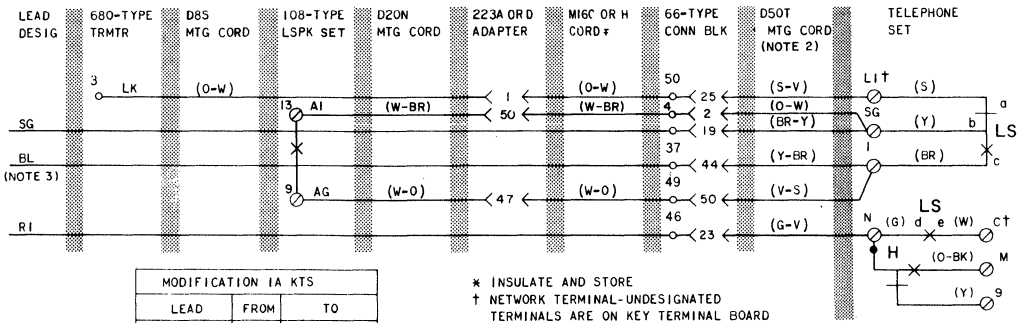 LEAD DESIG
680-TYPE TRMTR
D8S MTG CORD
108-TYPE LSPK SET
D20N MTG CORD
223A OR D ADAPTER
M16C OR H CORD*
66-TYPE CONN BLK
D50T MTG CORD (NOTE 2)
TELEPHONE SET
3 LK (O-W) 1 (O-W) 50 25 (S-V) L1† (S)
13 A1 (W-BR) 50 (W-BR) 4 2 (O-W) SG a
SG 19 (BR-Y) (Y) b LS
BL 37 44 (Y-BR) 1 (BR) c
(NOTE 3)
9 AG (W-O) 47 (W-O) 49 50 (V-S)
R1 46 23 (G-V) N (G) d e (W) C†
LS
H (O-BK) M
(Y) 9
MODIFICATION 1A KTS
LEAD FROM TO
* INSULATE AND STORE
† NETWORK TERMINAL-UNDESIGNATED
TERMINALS ARE ON KEY TERMINAL BOARD